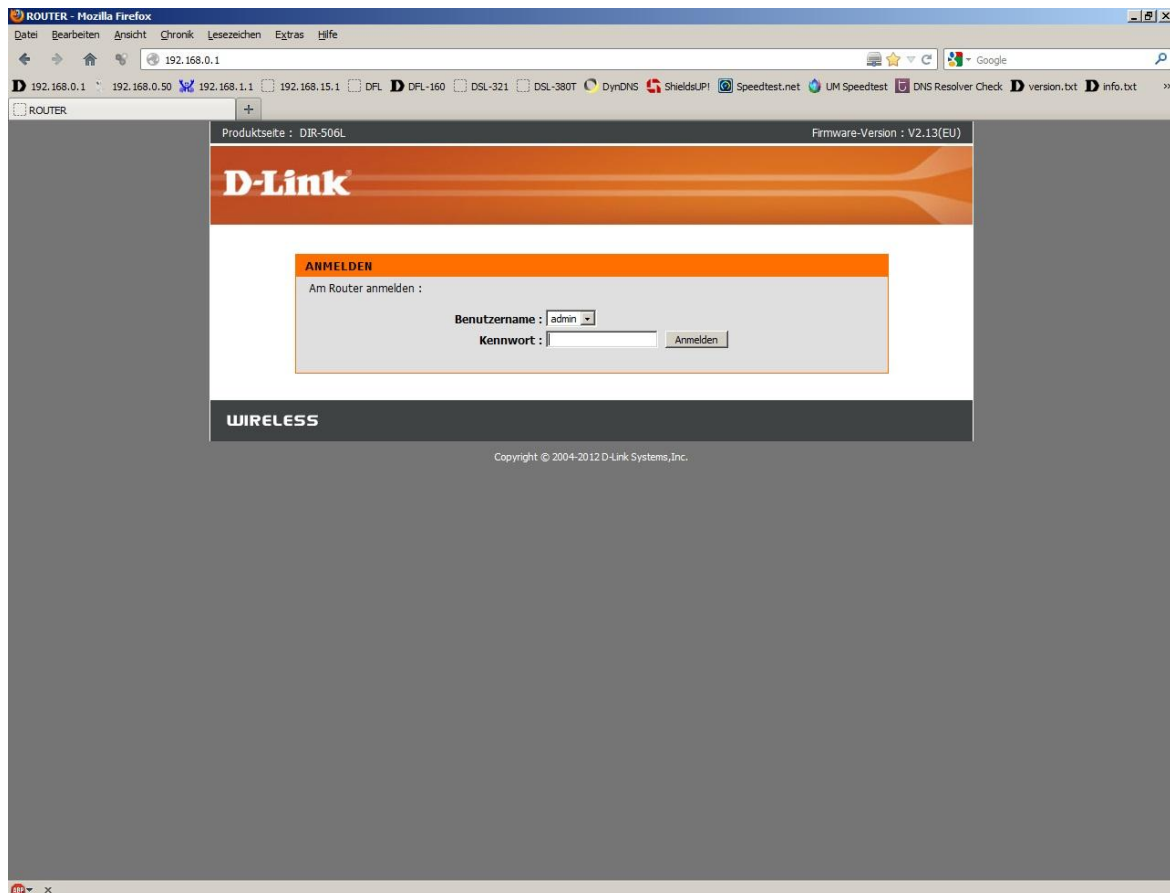 ROUTER - Mozilla Firefox
Datei Bearbeiten Ansicht Chronik Lesezeichen Extras Hilfe
192.168.0.1 Google
192.168.0.1 192.168.0.50 192.168.1.1 192.168.15.1 DFL DFL-160 DSL-321 DSL-380T DynDNS ShieldsUP! Speedtest.net UM Speedtest DNS Resolver Check version.txt info.txt »
ROUTER +
Produktseite : DIR-506L Firmware-Version : V2.13(EU)
D-Link
ANMELDEN
Am Router anmelden :
Benutzername : admin
Kennwort : Anmelden
WIRELESS
Copyright © 2004-2012 D-Link Systems,Inc.
ABP x